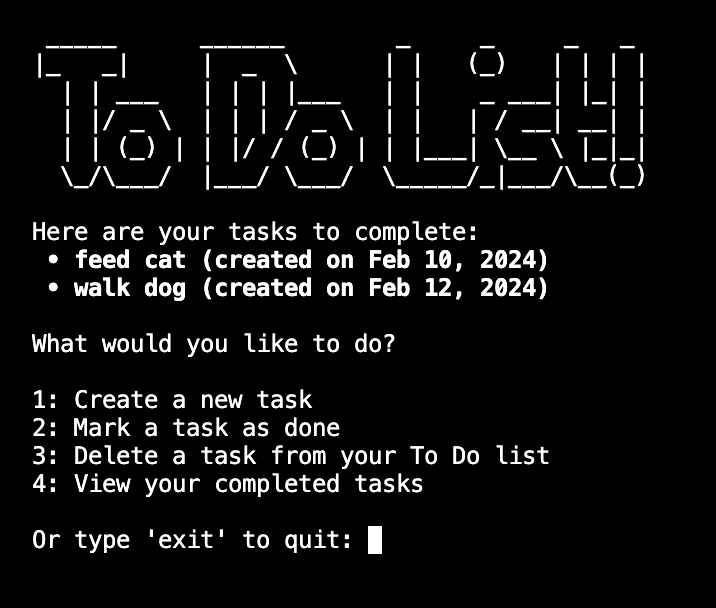 To Do List!
Here are your tasks to complete:
• feed cat (created on Feb 10, 2024)
• walk dog (created on Feb 12, 2024)
What would you like to do?
1: Create a new task
2: Mark a task as done
3: Delete a task from your To Do list
4: View your completed tasks
Or type 'exit' to quit: